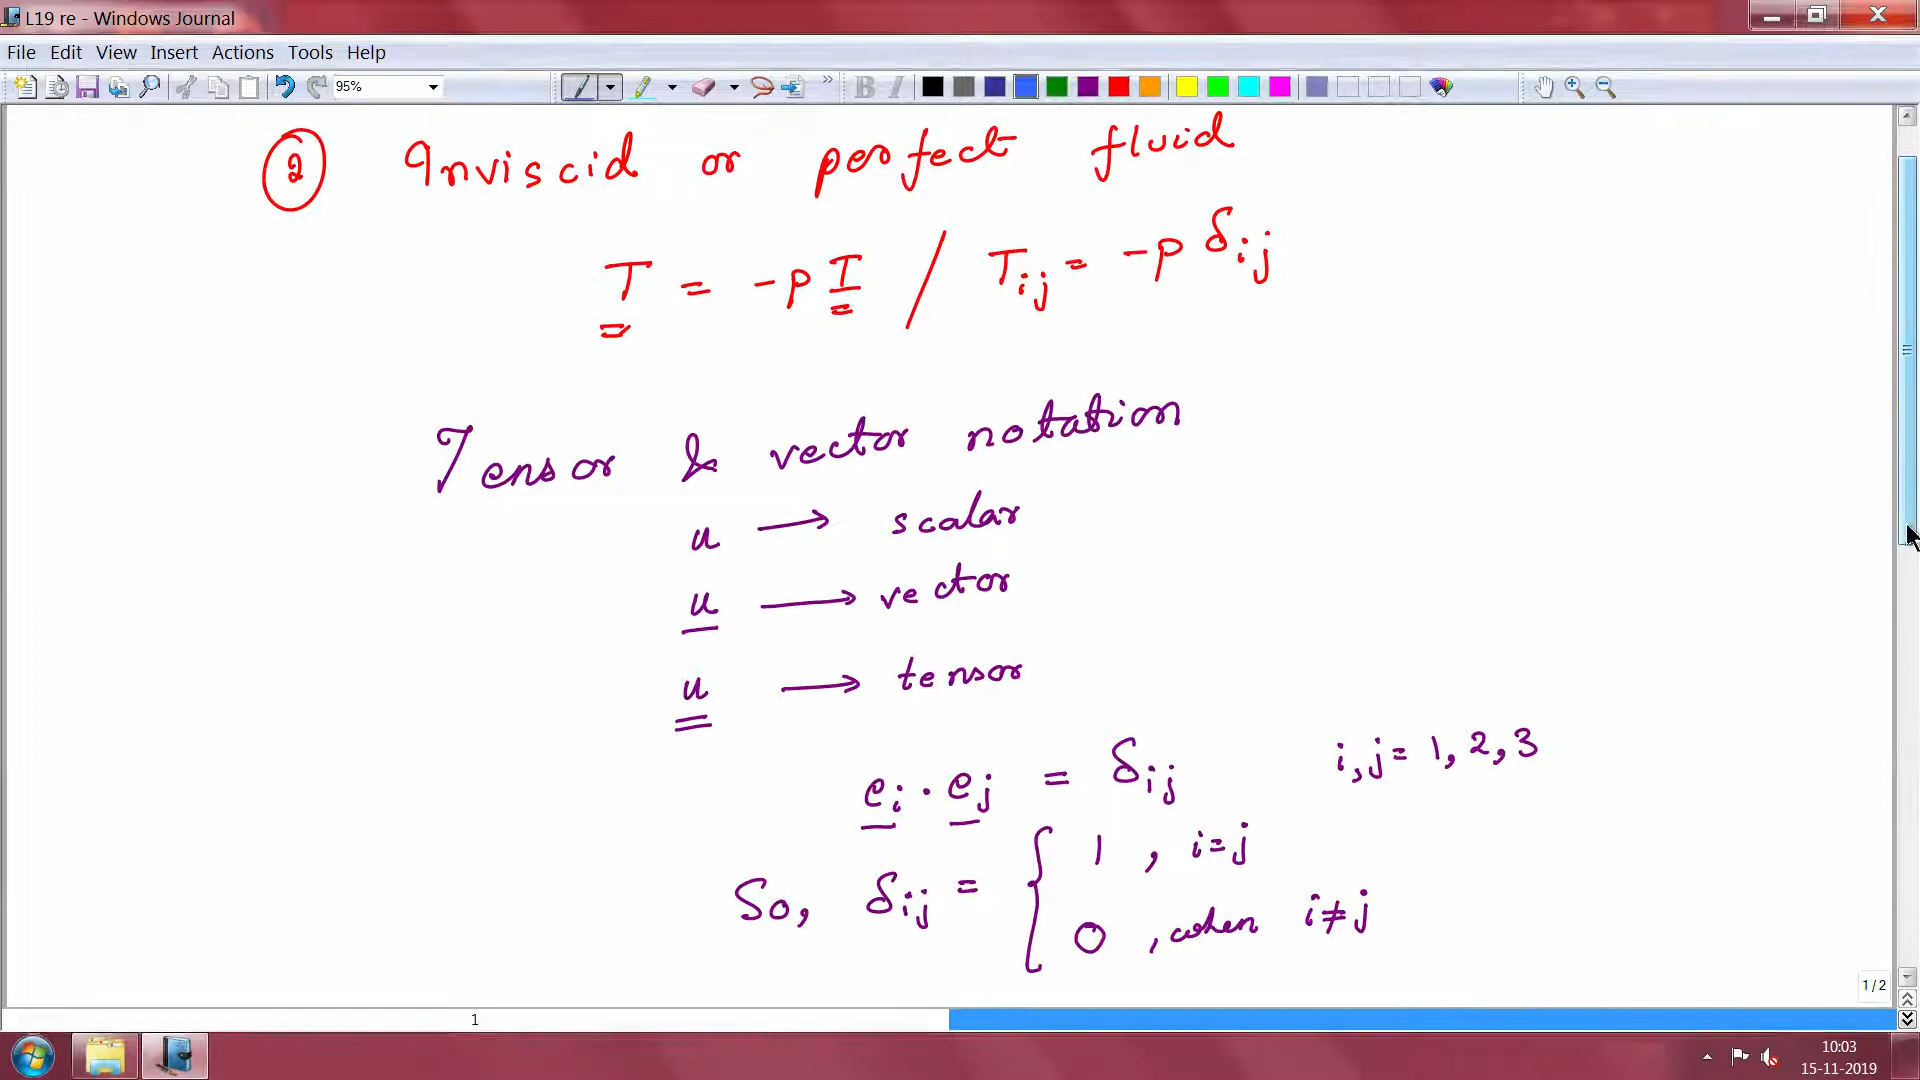 L19 re - Windows Journal
File Edit View Insert Actions Tools Help
95% B I
② Inviscid or perfect fluid
T = -p I / Tij = -p δij
Tensor & vector notation
u → scalar
u → vector
u → tensor
ei · ej = δij i,j = 1, 2, 3
So, δij = { 1 , i=j
0 , when i≠j
1 / 2
1
10:03
15-11-2019